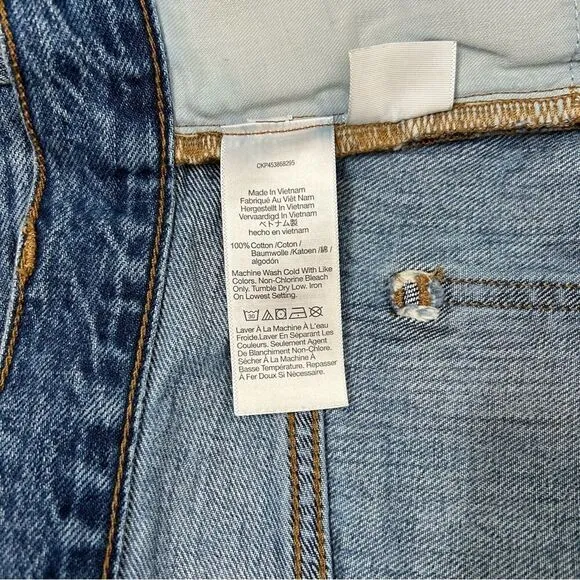 CKP453868295
Made In Vietnam
Fabriqué Au Viêt Nam
Hergestellt In Vietnam
Vervaardigd In Vietnam
ベトナム製
hecho en vietnam
100% Cotton /Coton /
Baumwolle /Katoen /綿 /
algodón
Machine Wash Cold With Like
Colors. Non-Chlorine Bleach
Only. Tumble Dry Low. Iron
On Lowest Setting.
Laver À La Machine À L'eau
Froide.Laver En Séparant Les
Couleurs. Seulement Agent
De Blanchiment Non-Chlore.
Sécher À La Machine À
Basse Température. Repasser
À Fer Doux Si Nécessaire.